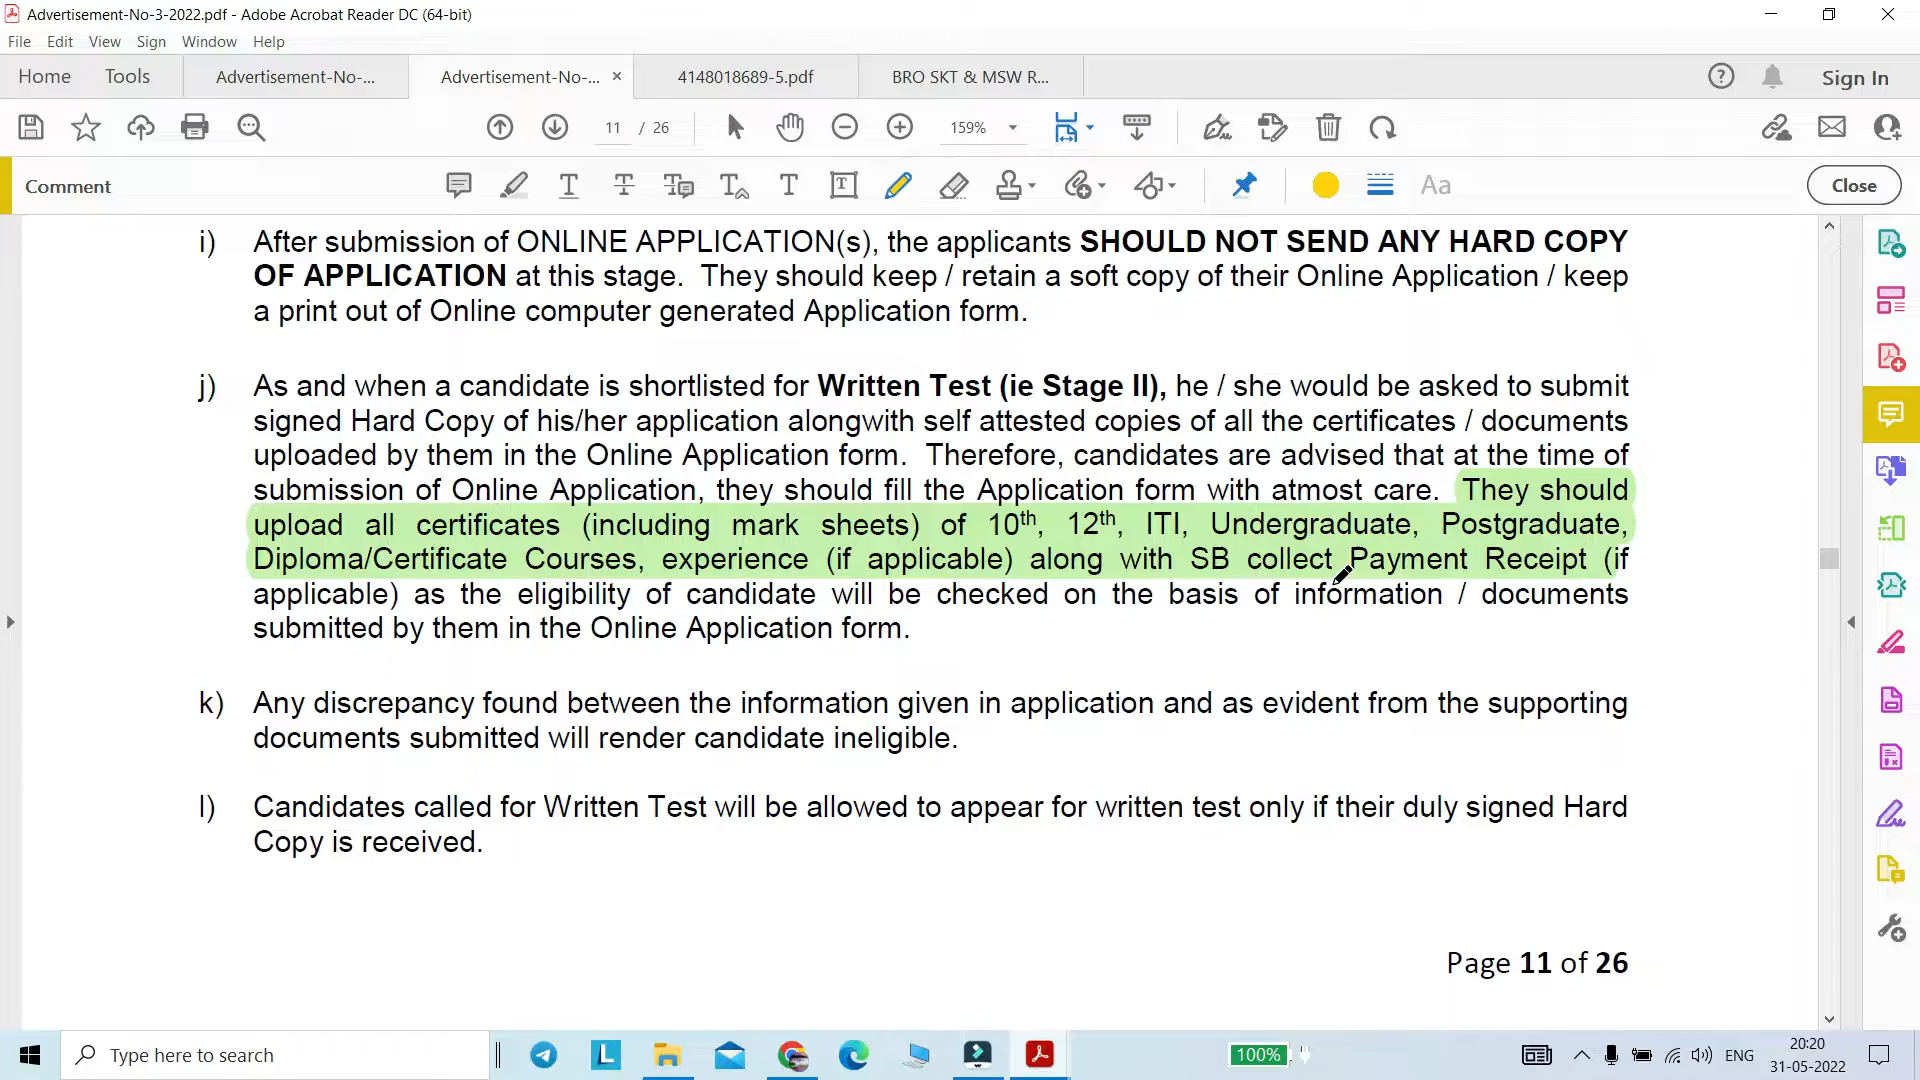 Advertisement-No-3-2022.pdf - Adobe Acrobat Reader DC (64-bit)
File Edit View Sign Window Help
Home Tools Advertisement-No-... Advertisement-No-... × 4148018689-5.pdf BRO SKT & MSW R... Sign In
11 / 26 159%
Comment Aa Close
i) After submission of ONLINE APPLICATION(s), the applicants SHOULD NOT SEND ANY HARD COPY
OF APPLICATION at this stage. They should keep / retain a soft copy of their Online Application / keep
a print out of Online computer generated Application form.
j) As and when a candidate is shortlisted for Written Test (ie Stage II), he / she would be asked to submit
signed Hard Copy of his/her application alongwith self attested copies of all the certificates / documents
uploaded by them in the Online Application form. Therefore, candidates are advised that at the time of
submission of Online Application, they should fill the Application form with atmost care. They should
upload all certificates (including mark sheets) of 10th, 12th, ITI, Undergraduate, Postgraduate,
Diploma/Certificate Courses, experience (if applicable) along with SB collect Payment Receipt (if
applicable) as the eligibility of candidate will be checked on the basis of information / documents
submitted by them in the Online Application form.
k) Any discrepancy found between the information given in application and as evident from the supporting
documents submitted will render candidate ineligible.
l) Candidates called for Written Test will be allowed to appear for written test only if their duly signed Hard
Copy is received.
Page 11 of 26
Type here to search L 100% ENG 20:20
31-05-2022